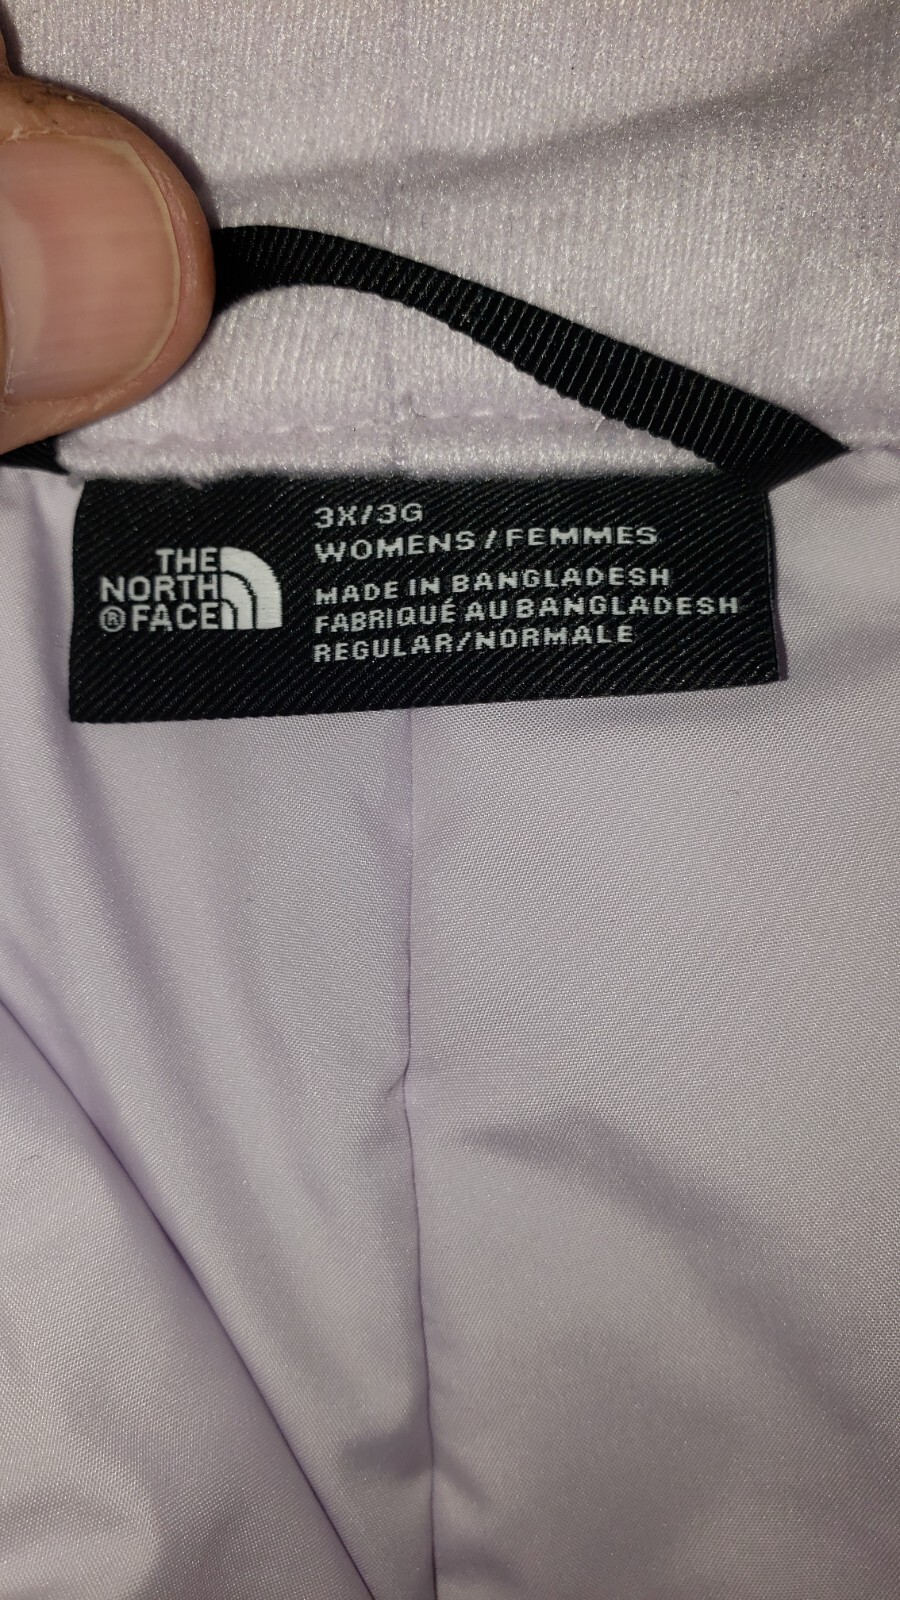 THE
NORTH
® FACE
3X/3G
WOMENS/FEMMES
MADE IN BANGLADESH
FABRIQUÉ AU BANGLADESH
REGULAR/NORMALE